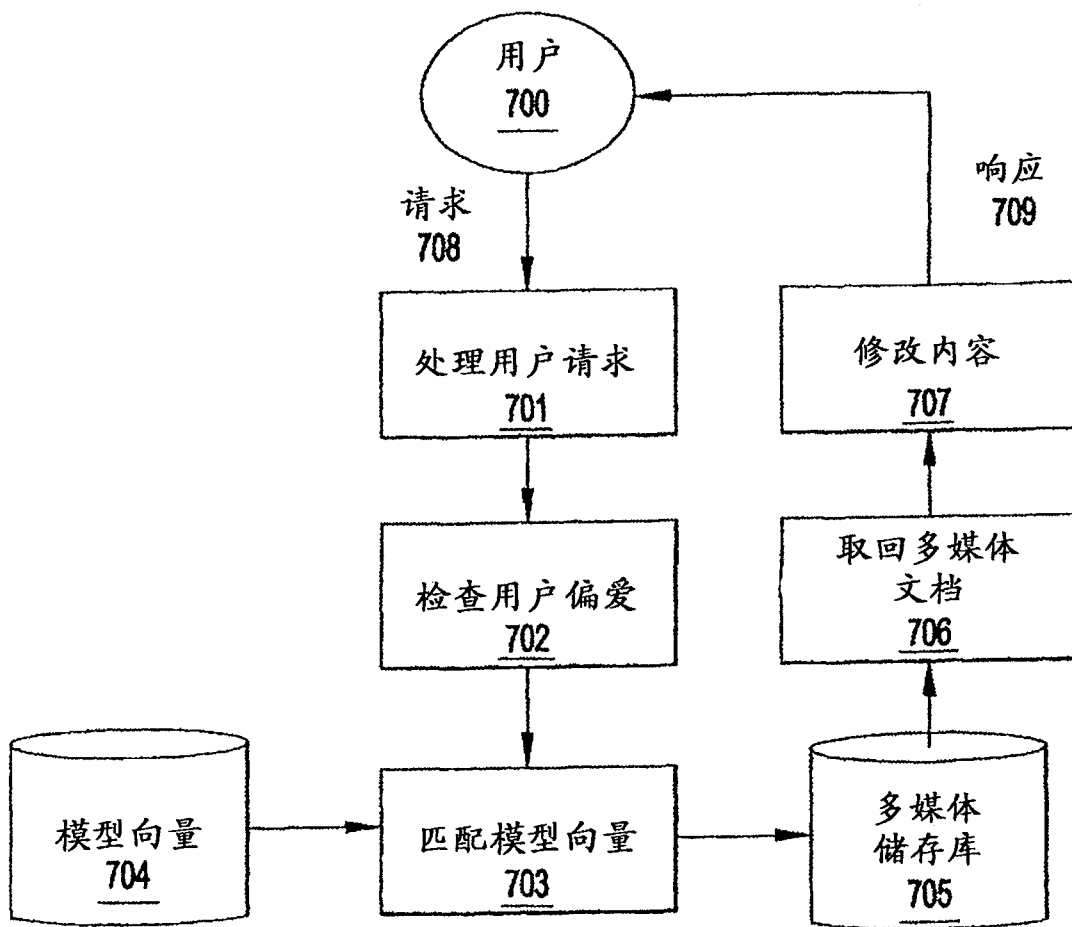 用户
700
请求
708
响应
709
处理用户请求
701
修改内容
707
检查用户偏爱
702
取回多媒体
文档
706
模型向量
704
匹配模型向量
703
多媒体
储存库
705